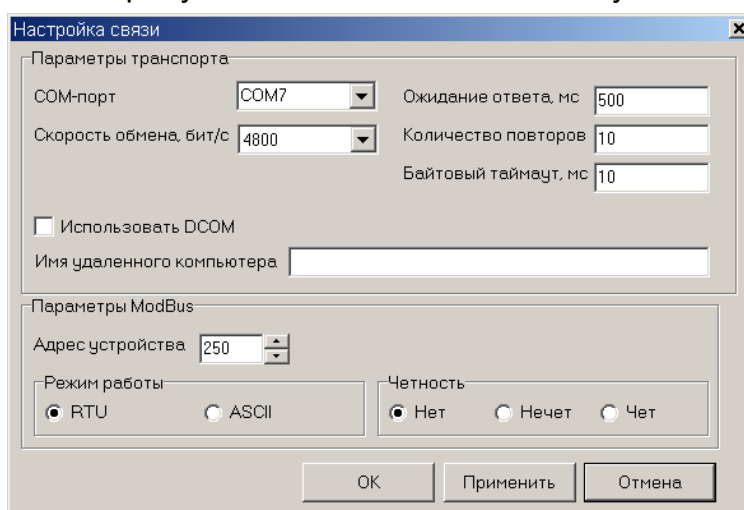 Настройка связи
Параметры транспорта
COM-порт COM7 Ожидание ответа, мс 500
Скорость обмена, бит/с 4800 Количество повторов 10
Байтовый таймаут, мс 10
Использовать DCOM
Имя удаленного компьютера
Параметры ModBus
Адрес устройства 250
Режим работы Четность
RTU ASCII Нет Нечет Чет
OK Применить Отмена